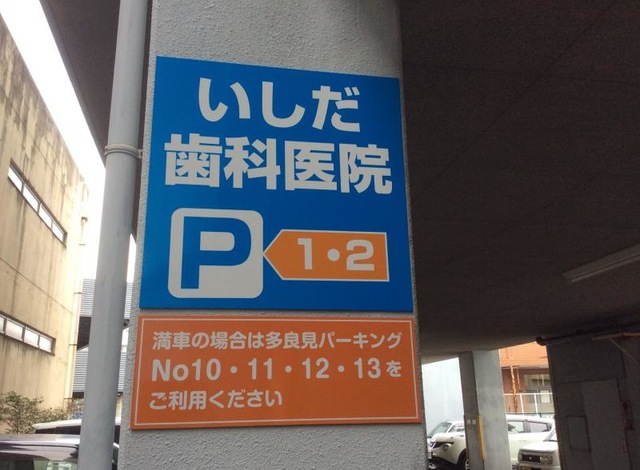 いしだ
歯科医院
P 1・2
満車の場合は多良見パーキング
No10・11・12・13を
ご利用ください